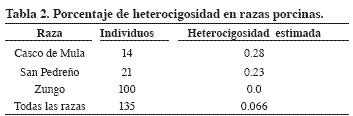 Tabla 2. Porcentaje de heterocigosidad en razas porcinas.
Raza Individuos Heterocigosidad estimada
Casco de Mula 14 0.28
San Pedreño 21 0.23
Zungo 100 0.0
Todas las razas 135 0.066